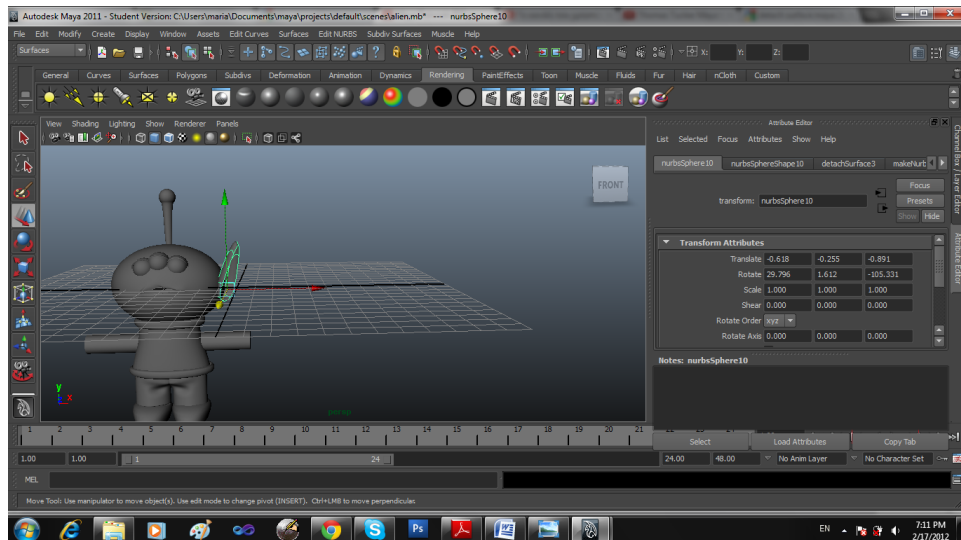 Autodesk Maya 2011 - Student Version: C:\Users\maria\Documents\maya\projects\default\scenes\alien.mb* --- nurbsSphere10
File Edit Modify Create Display Window Assets Edit Curves Surfaces Edit NURBS Subdiv Surfaces Muscle Help
Surfaces X: Y: Z:
General Curves Surfaces Polygons Subdivs Deformation Animation Dynamics Rendering PaintEffects Toon Muscle Fluids Fur Hair nCloth Custom
View Shading Lighting Show Renderer Panels
FRONT
y
x
persp
Attribute Editor
List Selected Focus Attributes Show Help
nurbsSphere10 nurbsSphereShape10 detachSurface3 makeNurb
transform: nurbsSphere10
Focus
Presets
Show Hide
Transform Attributes
Translate -0.618 -0.255 -0.891
Rotate 29.796 1.612 -105.331
Scale 1.000 1.000 1.000
Shear 0.000 0.000 0.000
Rotate Order xyz
Rotate Axis 0.000 0.000 0.000
Notes: nurbsSphere10
Select Load Attributes Copy Tab
Channel Box / Layer Editor
Attribute Editor
1 2 3 4 5 6 7 8 9 10 11 12 13 14 15 16 17 18 19 20 21
1.00 1.00 1 24 24.00 48.00 No Anim Layer No Character Set
MEL
Move Tool: Use manipulator to move object(s). Use edit mode to change pivot (INSERT). Ctrl+LMB to move perpendicular.
Ps
EN
7:11 PM
2/17/2012